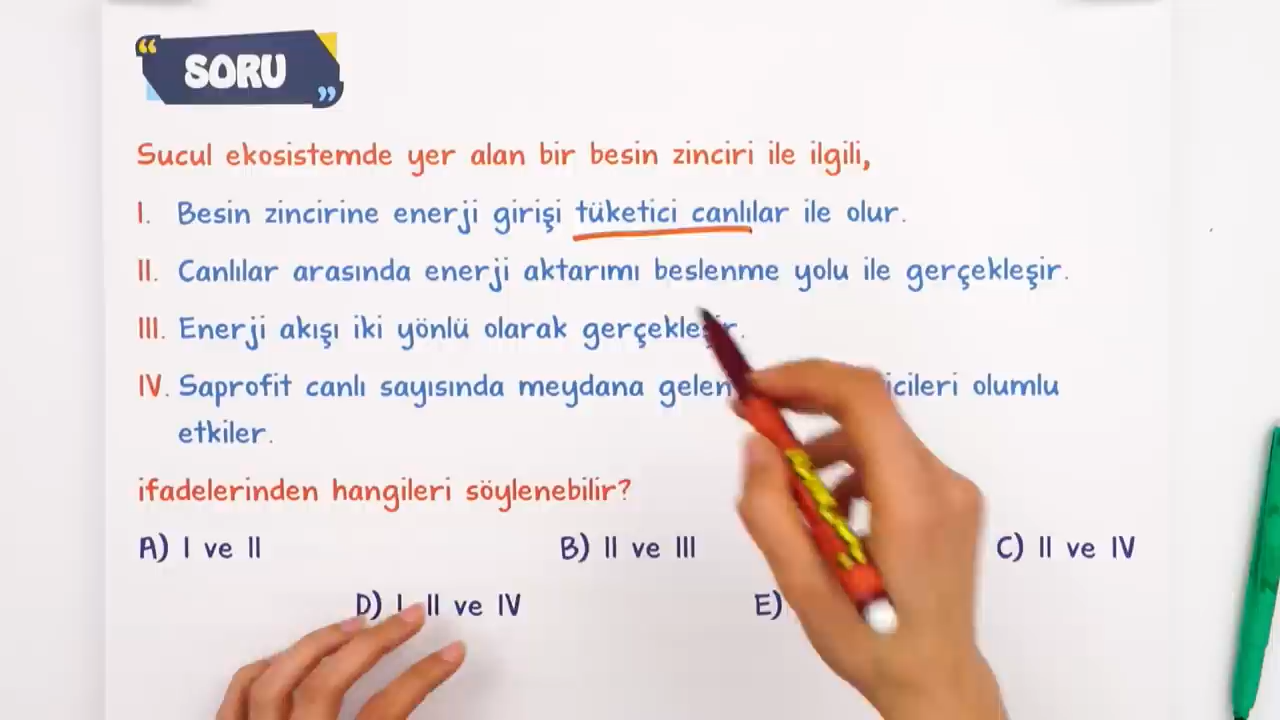 SORU
Sucul ekosistemde yer alan bir besin zinciri ile ilgili,
I. Besin zincirine enerji girişi tüketici canlılar ile olur.
II. Canlılar arasında enerji aktarımı beslenme yolu ile gerçekleşir.
III. Enerji akışı iki yönlü olarak gerçekleşir.
IV. Saprofit canlı sayısında meydana gelen olumlu
etkiler.
ifadelerinden hangileri söylenebilir?
A) I ve II B) II ve III C) II ve IV
D) I, II ve IV E)